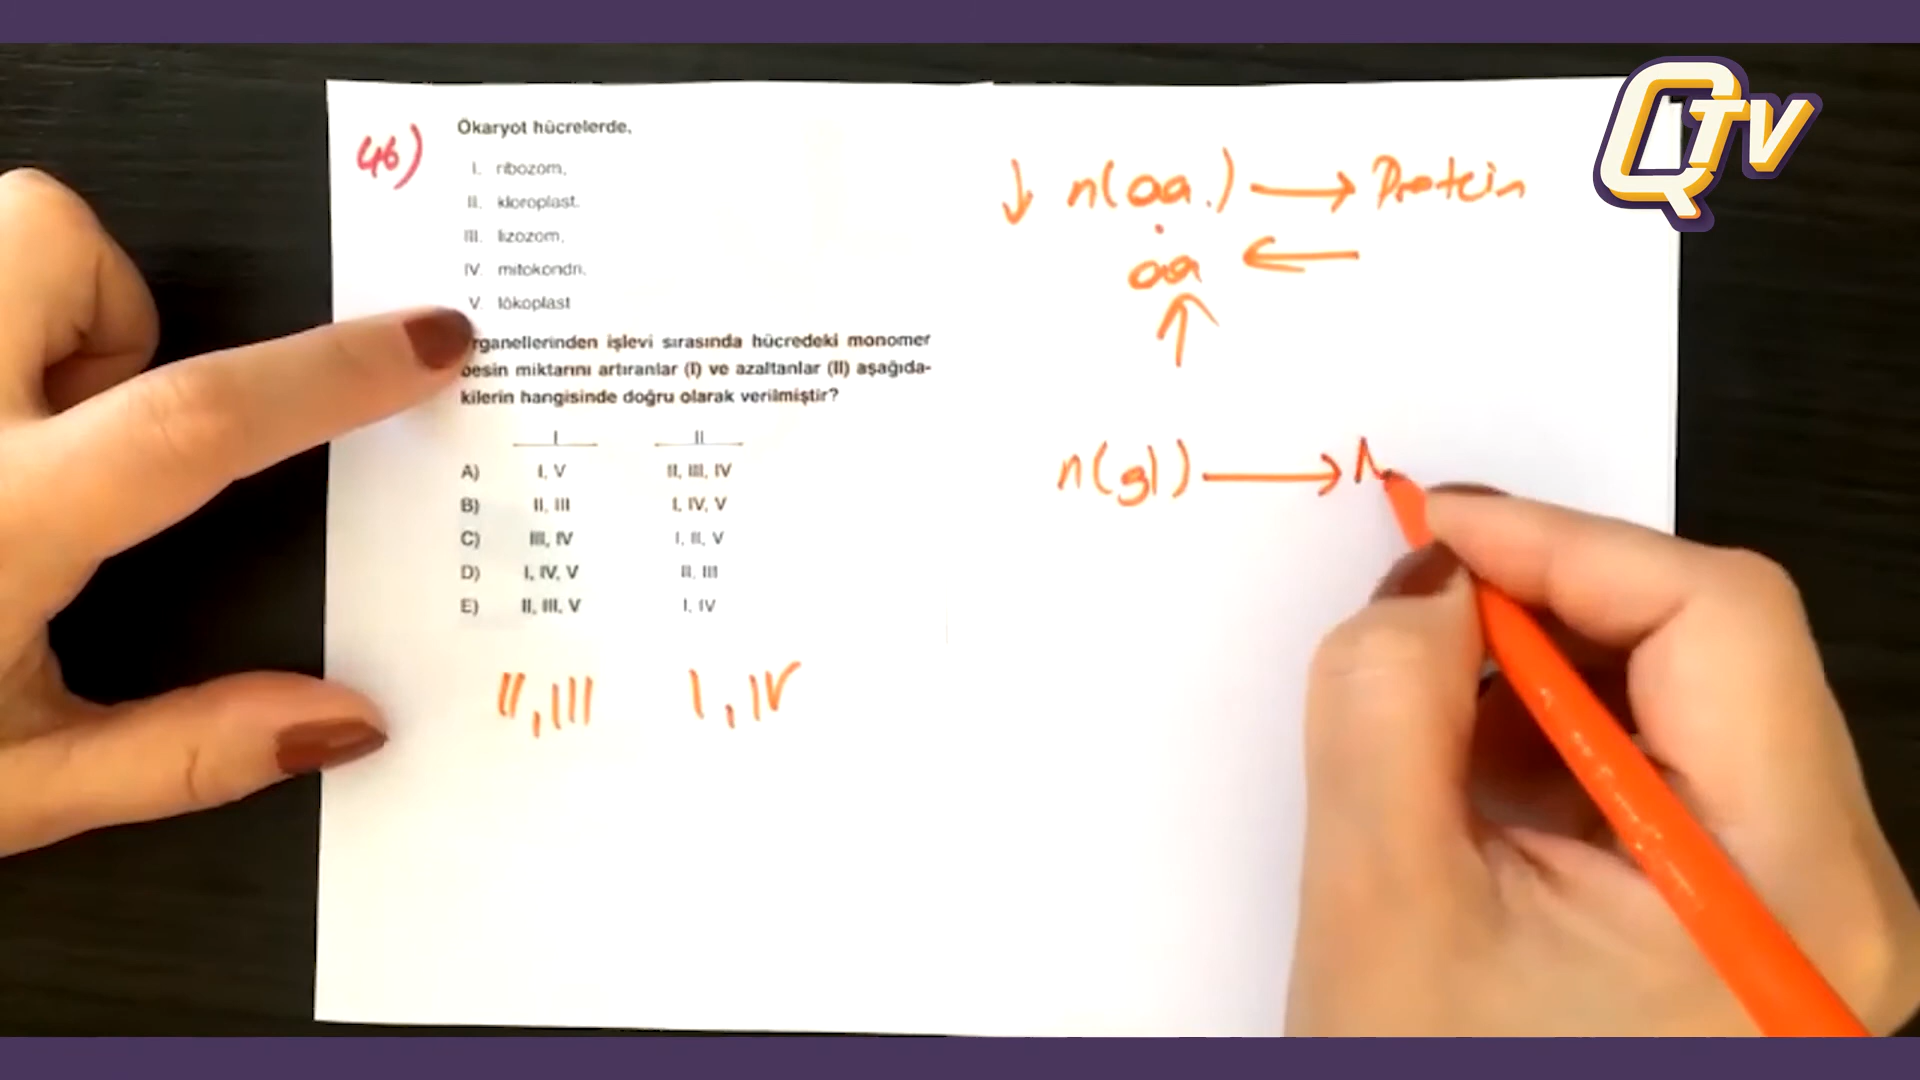 QTV
46)
Ökaryot hücrelerde,
I. ribozom,
II. kloroplast,
III. lizozom,
IV. mitokondri,
V. lökoplast
rganellerinden işlevi sırasında hücredeki monomer
besin miktarını artıranlar (I) ve azaltanlar (II) aşağıda-
kilerin hangisinde doğru olarak verilmiştir?
I II
A) I, V II, III, IV
B) II, III I, IV, V
C) III, IV I, II, V
D) I, IV, V II, III
E) II, III, V I, IV
II, III I, IV
↓ n(aa.) → Protein
aa ←
↑
n(gl) → N